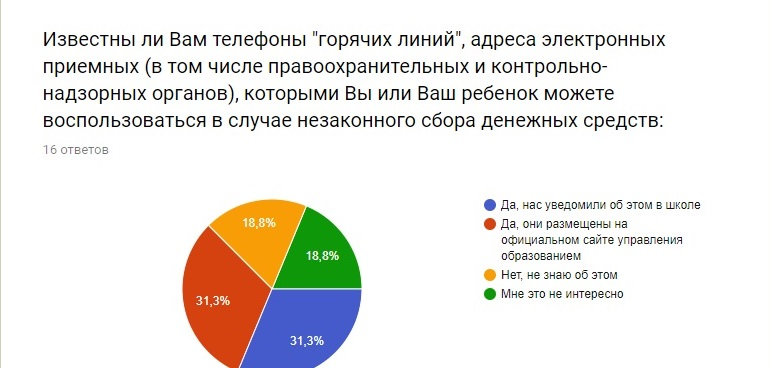 Известны ли Вам телефоны "горячих линий", адреса электронных
приемных (в том числе правоохранительных и контрольно-
надзорных органов), которыми Вы или Ваш ребенок можете
воспользоваться в случае незаконного сбора денежных средств:
16 ответов
18,8%
18,8%
31,3%
31,3%
Да, нас уведомили об этом в школе
Да, они размещены на
официальном сайте управления
образованием
Нет, не знаю об этом
Мне это не интересно